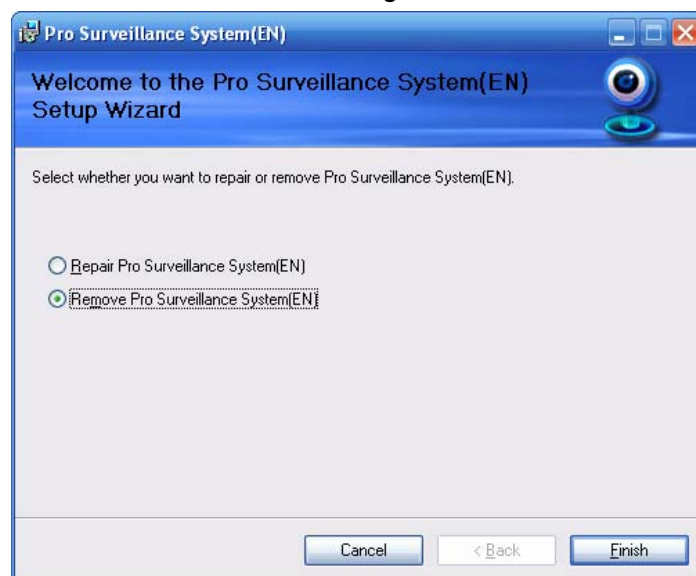 Pro Surveillance System(EN)
Welcome to the Pro Surveillance System(EN)
Setup Wizard
Select whether you want to repair or remove Pro Surveillance System(EN).
Repair Pro Surveillance System(EN)
Remove Pro Surveillance System(EN)
Cancel
< Back
Finish